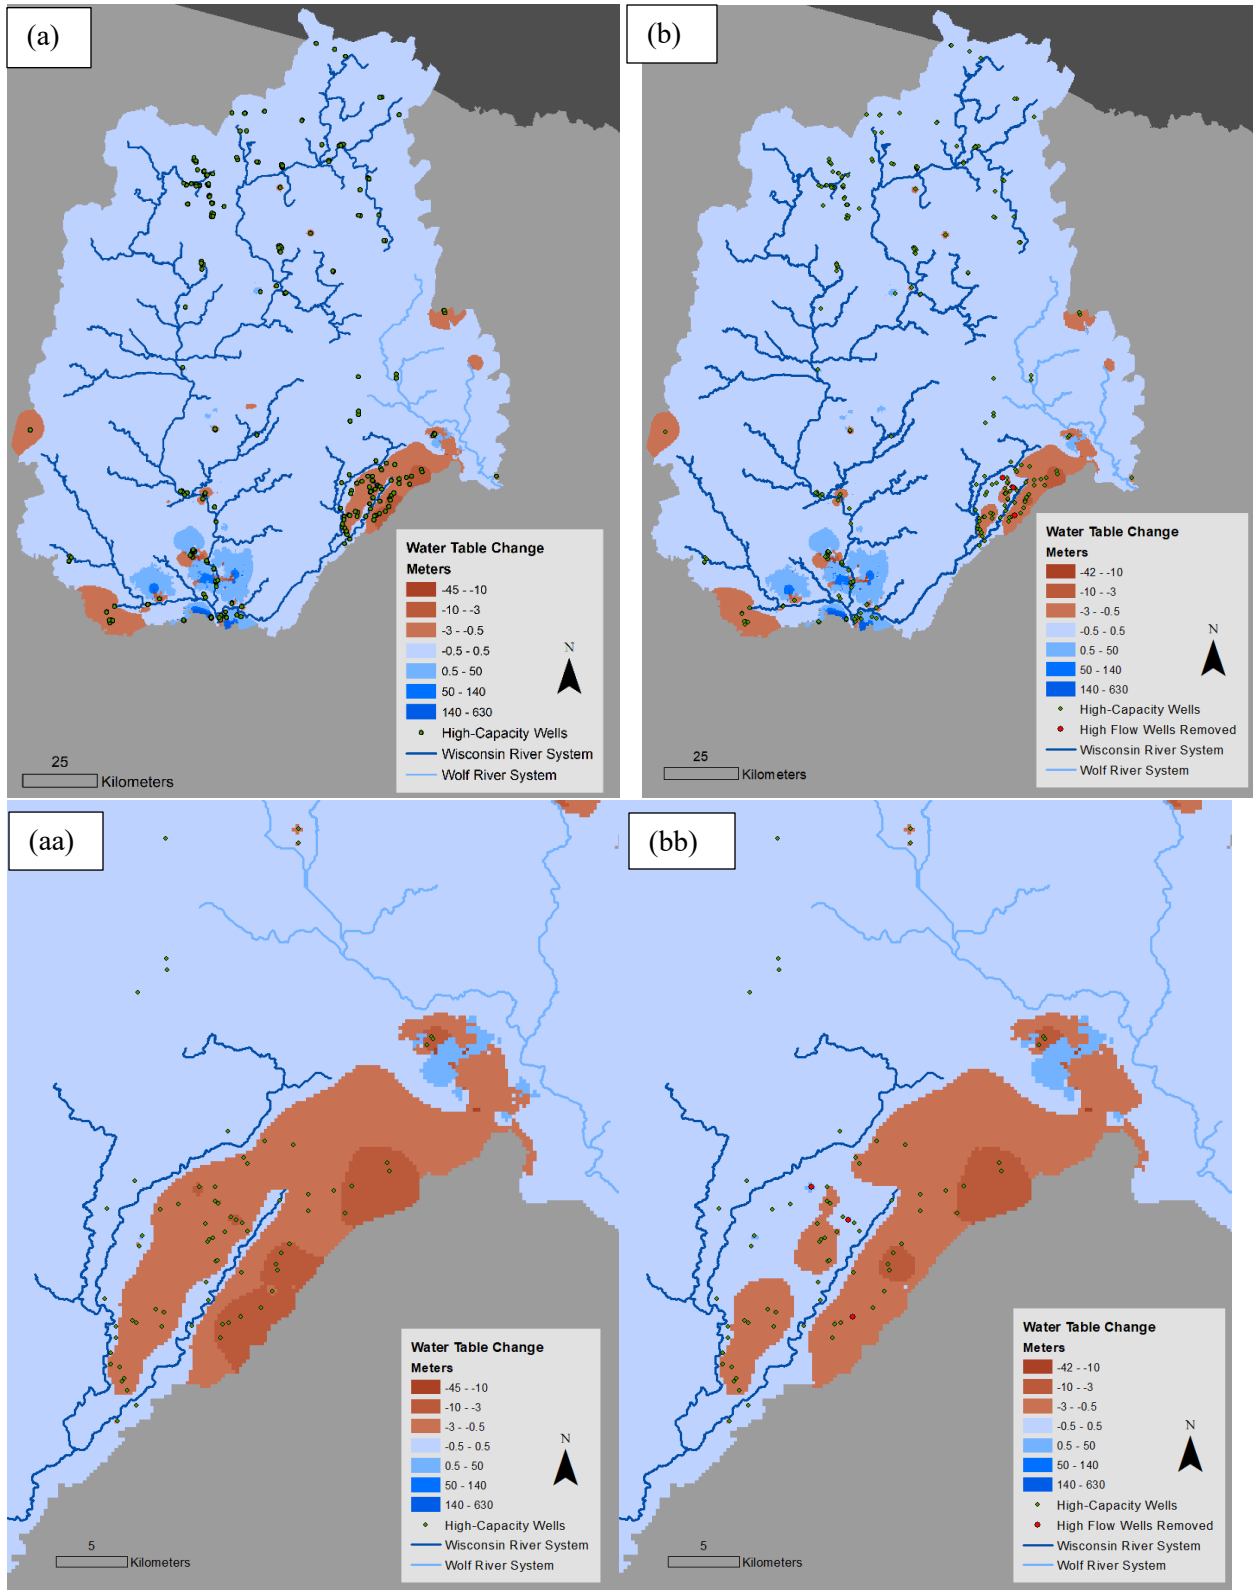 (a)
N
Water Table Change
Meters
-45 - -10
-10 - -3
-3 - -0.5
-0.5 - 0.5
0.5 - 50
50 - 140
140 - 630
High-Capacity Wells
Wisconsin River System
Wolf River System
25
Kilometers
(b)
N
Water Table Change
Meters
-42 - -10
-10 - -3
-3 - -0.5
-0.5 - 0.5
0.5 - 50
50 - 140
140 - 630
High-Capacity Wells
High Flow Wells Removed
Wisconsin River System
Wolf River System
25
Kilometers
(aa)
N
Water Table Change
Meters
-45 - -10
-10 - -3
-3 - -0.5
-0.5 - 0.5
0.5 - 50
50 - 140
140 - 630
High-Capacity Wells
Wisconsin River System
Wolf River System
5
Kilometers
(bb)
N
Water Table Change
Meters
-42 - -10
-10 - -3
-3 - -0.5
-0.5 - 0.5
0.5 - 50
50 - 140
140 - 630
High-Capacity Wells
High Flow Wells Removed
Wisconsin River System
Wolf River System
5
Kilometers